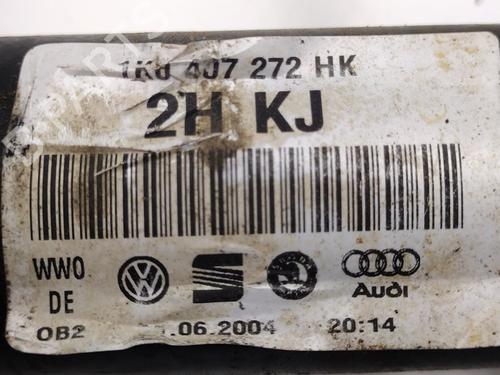 1K0 407 272 HK
2H KJ
WWO
DE
Audi
OB2 .06.2004 20:14